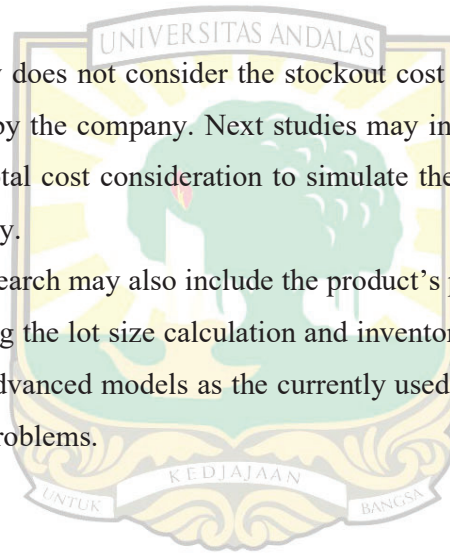 UNIVERSITAS ANDALAS
does not consider the stockout cost
by the company. Next studies may in
total cost consideration to simulate the
y.
search may also include the product's p
g the lot size calculation and inventor
dvanced models as the currently used
roblems.
KEDJAJAAN
UNTUK BANGSA